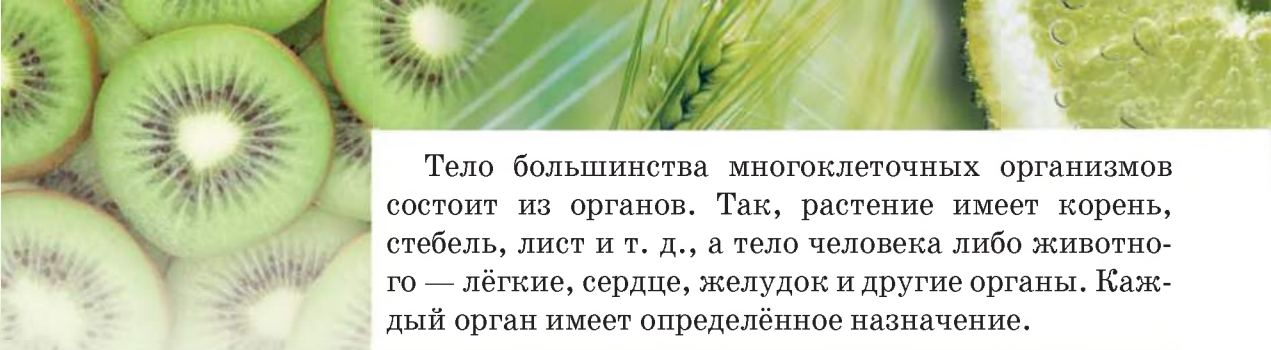 Тело большинства многоклеточных организмов
состоит из органов. Так, растение имеет корень,
стебель, лист и т. д., а тело человека либо животно-
го — лёгкие, сердце, желудок и другие органы. Каж-
дый орган имеет определённое назначение.